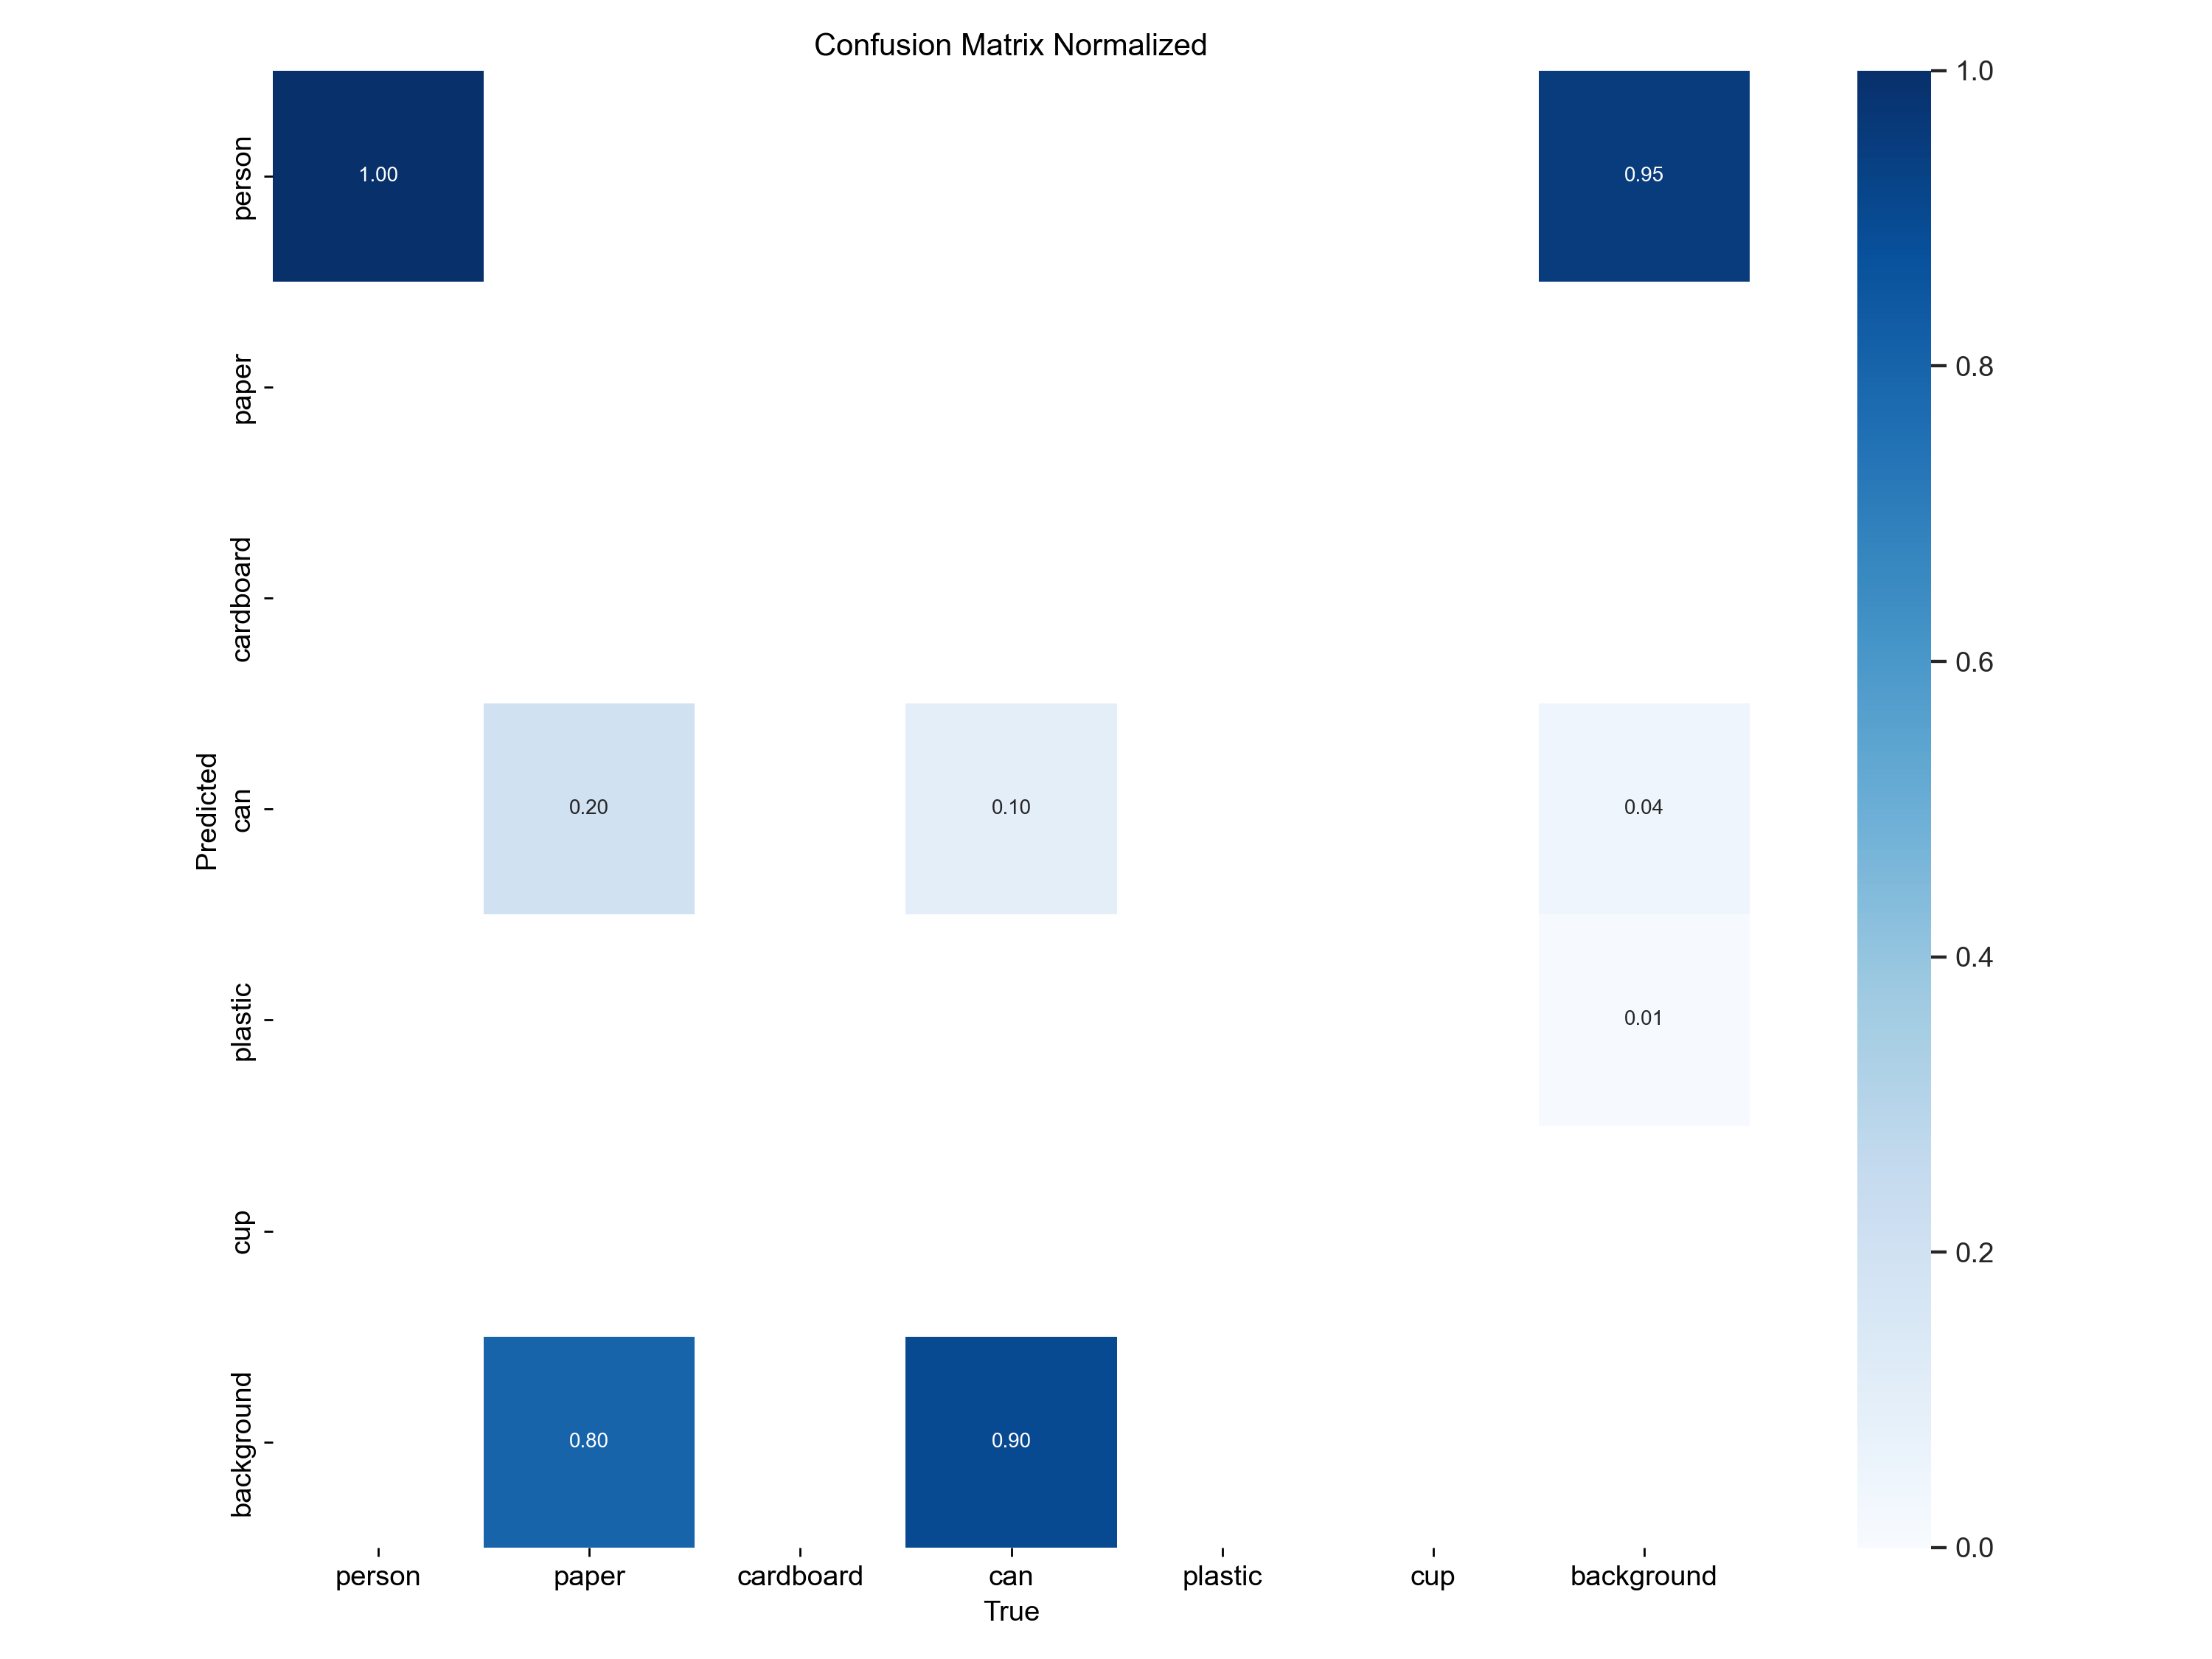 Confusion Matrix Normalized
person
1.00
0.95
paper
cardboard
can
0.20
0.10
0.04
plastic
0.01
cup
background
0.80
0.90
Predicted
person
paper
cardboard
can
plastic
cup
background
True
1.0
0.8
0.6
0.4
0.2
0.0